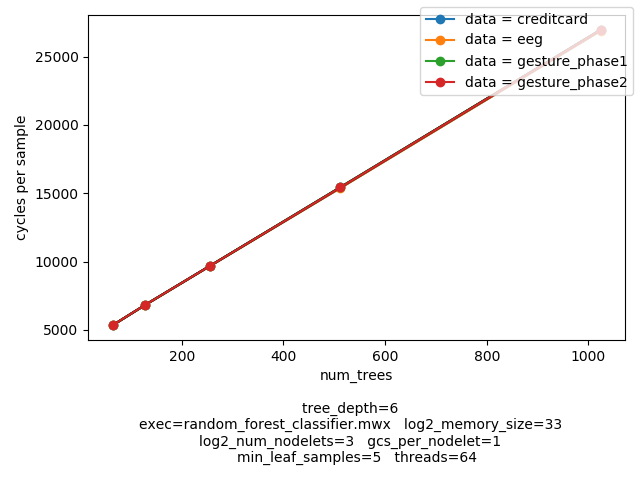 data = creditcard
data = eeg
data = gesture_phase1
data = gesture_phase2
25000
20000
15000
10000
5000
cycles per sample
200 400 600 800 1000
num_trees
tree_depth=6
exec=random_forest_classifier.mwx log2_memory_size=33
log2_num_nodelets=3 gcs_per_nodelet=1
min_leaf_samples=5 threads=64